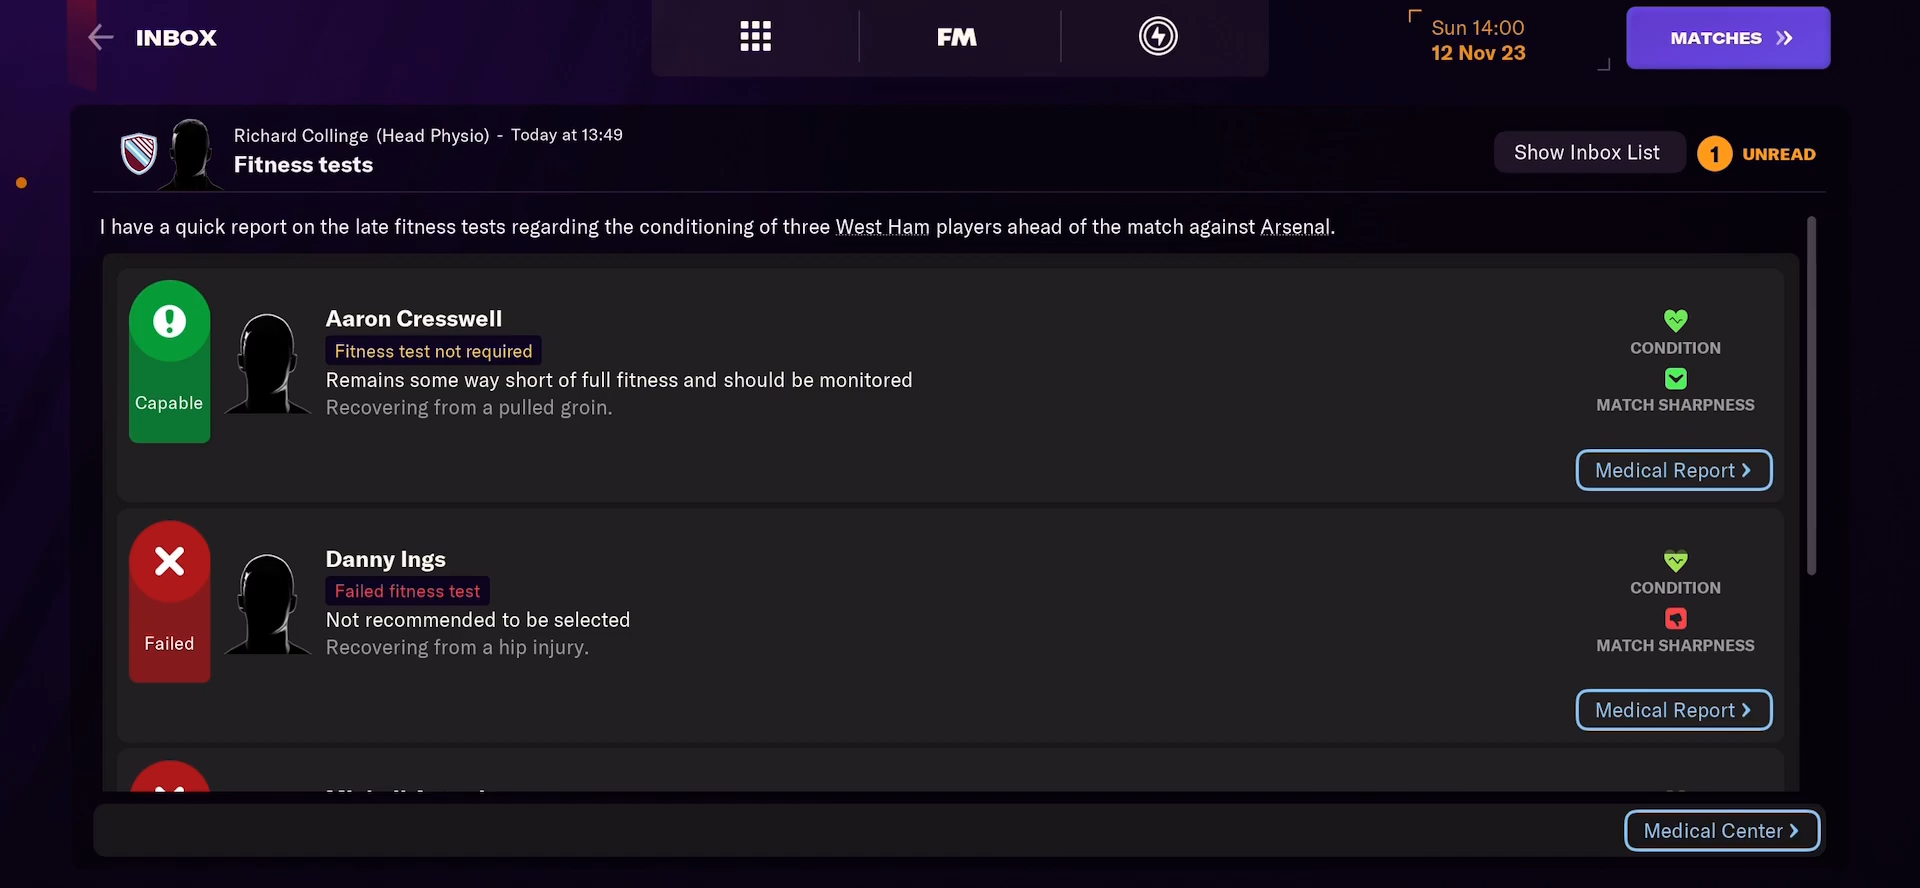 INBOX
FM
Sun 14:00
12 Nov 23
MATCHES
Richard Collinge (Head Physio) - Today at 13:49
Fitness tests
Show Inbox List
1 UNREAD
I have a quick report on the late fitness tests regarding the conditioning of three West Ham players ahead of the match against Arsenal.
Capable
Aaron Cresswell
Fitness test not required
Remains some way short of full fitness and should be monitored
Recovering from a pulled groin.
CONDITION
MATCH SHARPNESS
Medical Report
Failed
Danny Ings
Failed fitness test
Not recommended to be selected
Recovering from a hip injury.
CONDITION
MATCH SHARPNESS
Medical Report
Medical Center